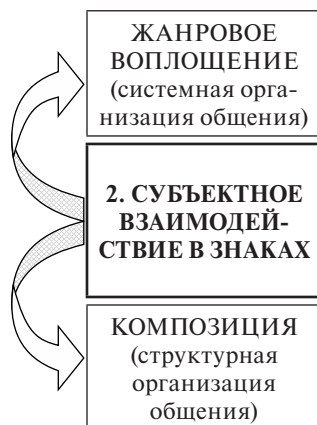 ЖАНРОВОЕ
ВОПЛОЩЕНИЕ
(системная орга-
низация общения)
2. СУБЪЕКТНОЕ
ВЗАИМОДЕЙ-
СТВИЕ В ЗНАКАХ
КОМПОЗИЦИЯ
(структурная
организация
общения)